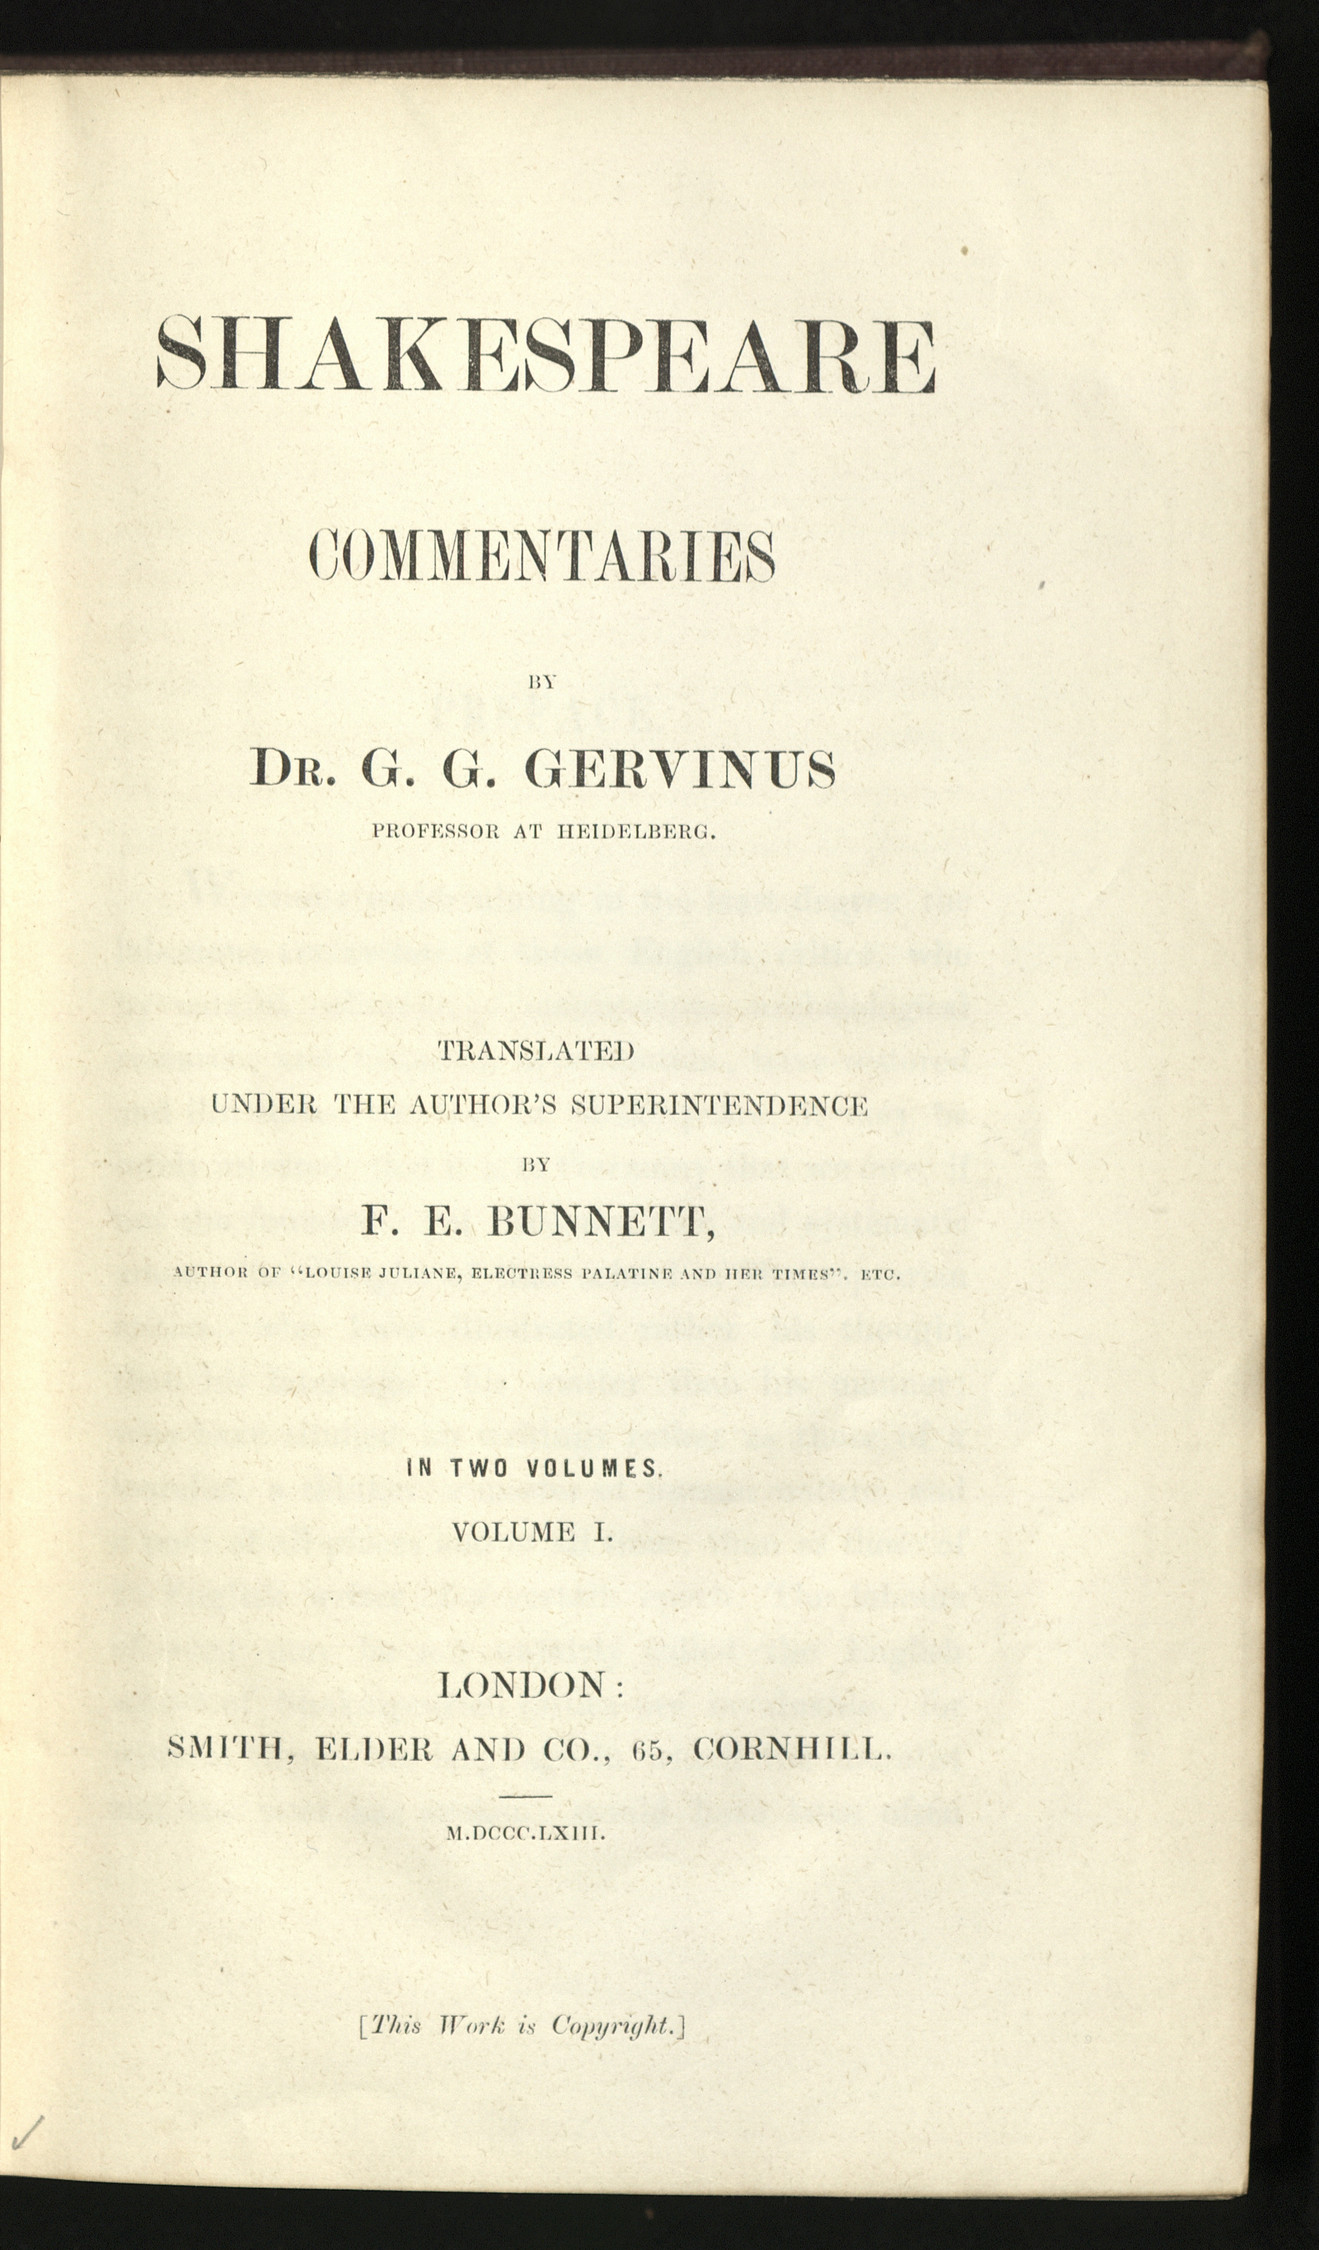 SHAKESPEARE
COMMENTARIES
BY
DR. G. G. GERVINUS
PROFESSOR AT HEIDELBERG.
TRANSLATED
UNDER THE AUTHOR'S SUPERINTENDENCE
BY
F. E. BUNNETT,
AUTHOR OF “LOUISE JULIANE, ELECTRESS PALATINE AND HER TIMES”. ETC.
IN TWO VOLUMES.
VOLUME I.
LONDON:
SMITH, ELDER AND CO., 65, CORNHILL.
M.DCCC.LXIII.
[This Work is Copyright.]